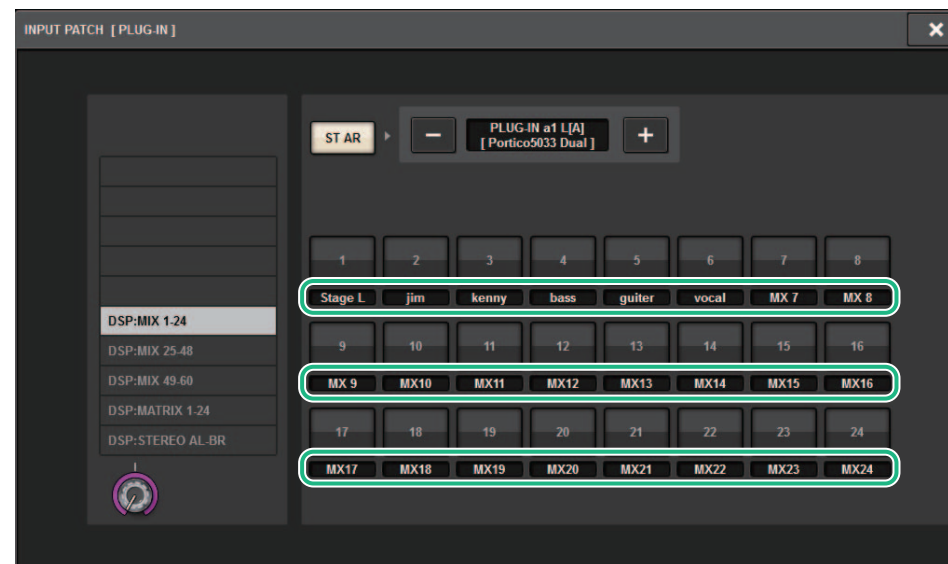 INPUT PATCH [ PLUG-IN ]
ST AR
PLUG-IN a1 L[A]
[ Portico5033 Dual ]
DSP:MIX 1-24
DSP:MIX 25-48
DSP:MIX 49-60
DSP:MATRIX 1-24
DSP:STEREO AL-BR
1 2 3 4 5 6 7 8
Stage L jim kenny bass guiter vocal MX 7 MX 8
9 10 11 12 13 14 15 16
MX 9 MX10 MX11 MX12 MX13 MX14 MX15 MX16
17 18 19 20 21 22 23 24
MX17 MX18 MX19 MX20 MX21 MX22 MX23 MX24